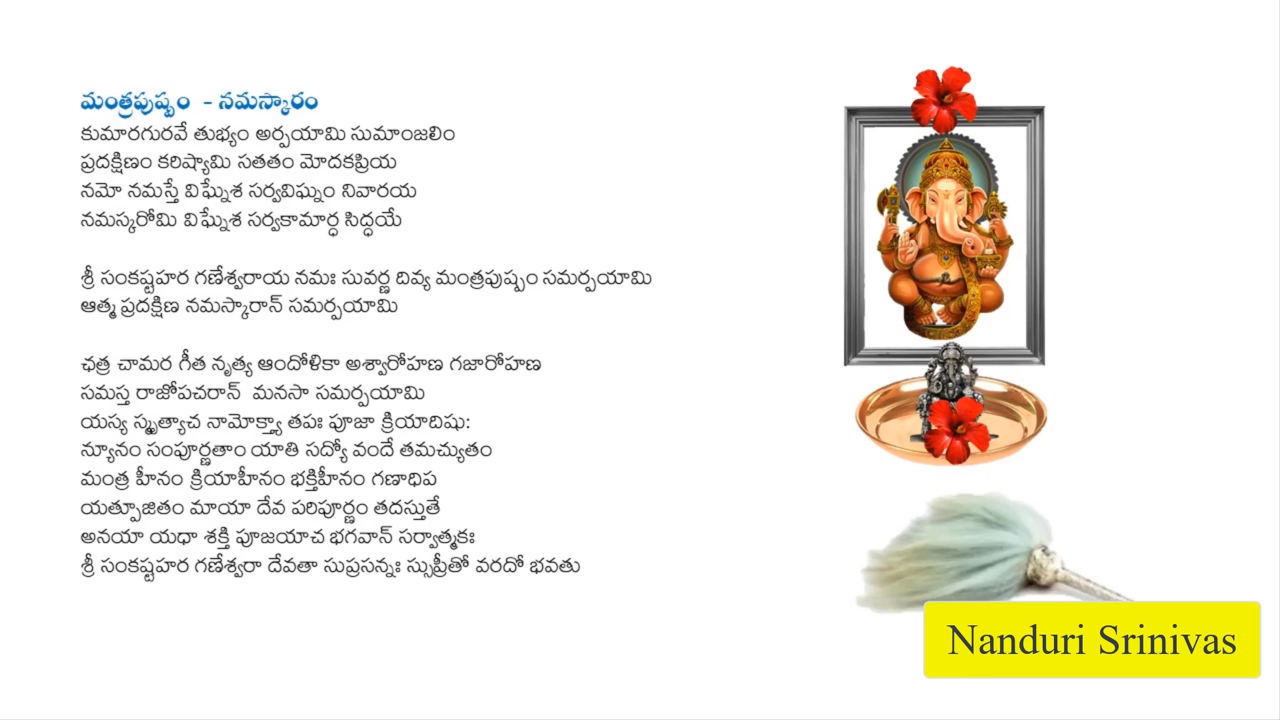 మంత్రపుష్పం - నమస్కారం
కుమారగురవే తుభ్యం అర్పయామి సుమాంజలిం
ప్రదక్షిణం కరిష్యామి సతతం మోదకప్రియ
నమో నమస్తే విఘ్నేశ సర్వవిఘ్నం నివారయ
నమస్కరోమి విఘ్నేశ సర్వకామార్ధ సిద్ధయే
శ్రీ సంకష్టహర గణేశ్వరాయ నమః సువర్ణ దివ్య మంత్రపుష్పం సమర్పయామి
ఆత్మ ప్రదక్షిణ నమస్కారాన్ సమర్పయామి
ఛత్ర చామర గీత నృత్య ఆందోళికా అశ్వారోహణ గజారోహణ
సమస్త రాజోపచరాన్ మనసా సమర్పయామి
యస్య స్మృత్యాచ నామోక్త్యా తపః పూజా క్రియాదిషు:
న్యూనం సంపూర్ణతాం యాతి సద్యో వందే తమచ్యుతం
మంత్ర హీనం క్రియాహీనం భక్తిహీనం గణాధిప
యత్పూజితం మాయా దేవ పరిపూర్ణం తదస్తుతే
అనయా యధా శక్తి పూజయాచ భగవాన్ సర్వాత్మకః
శ్రీ సంకష్టహర గణేశ్వరా దేవతా సుప్రసన్నః స్సుప్రీతో వరదో భవతు
Nanduri Srinivas